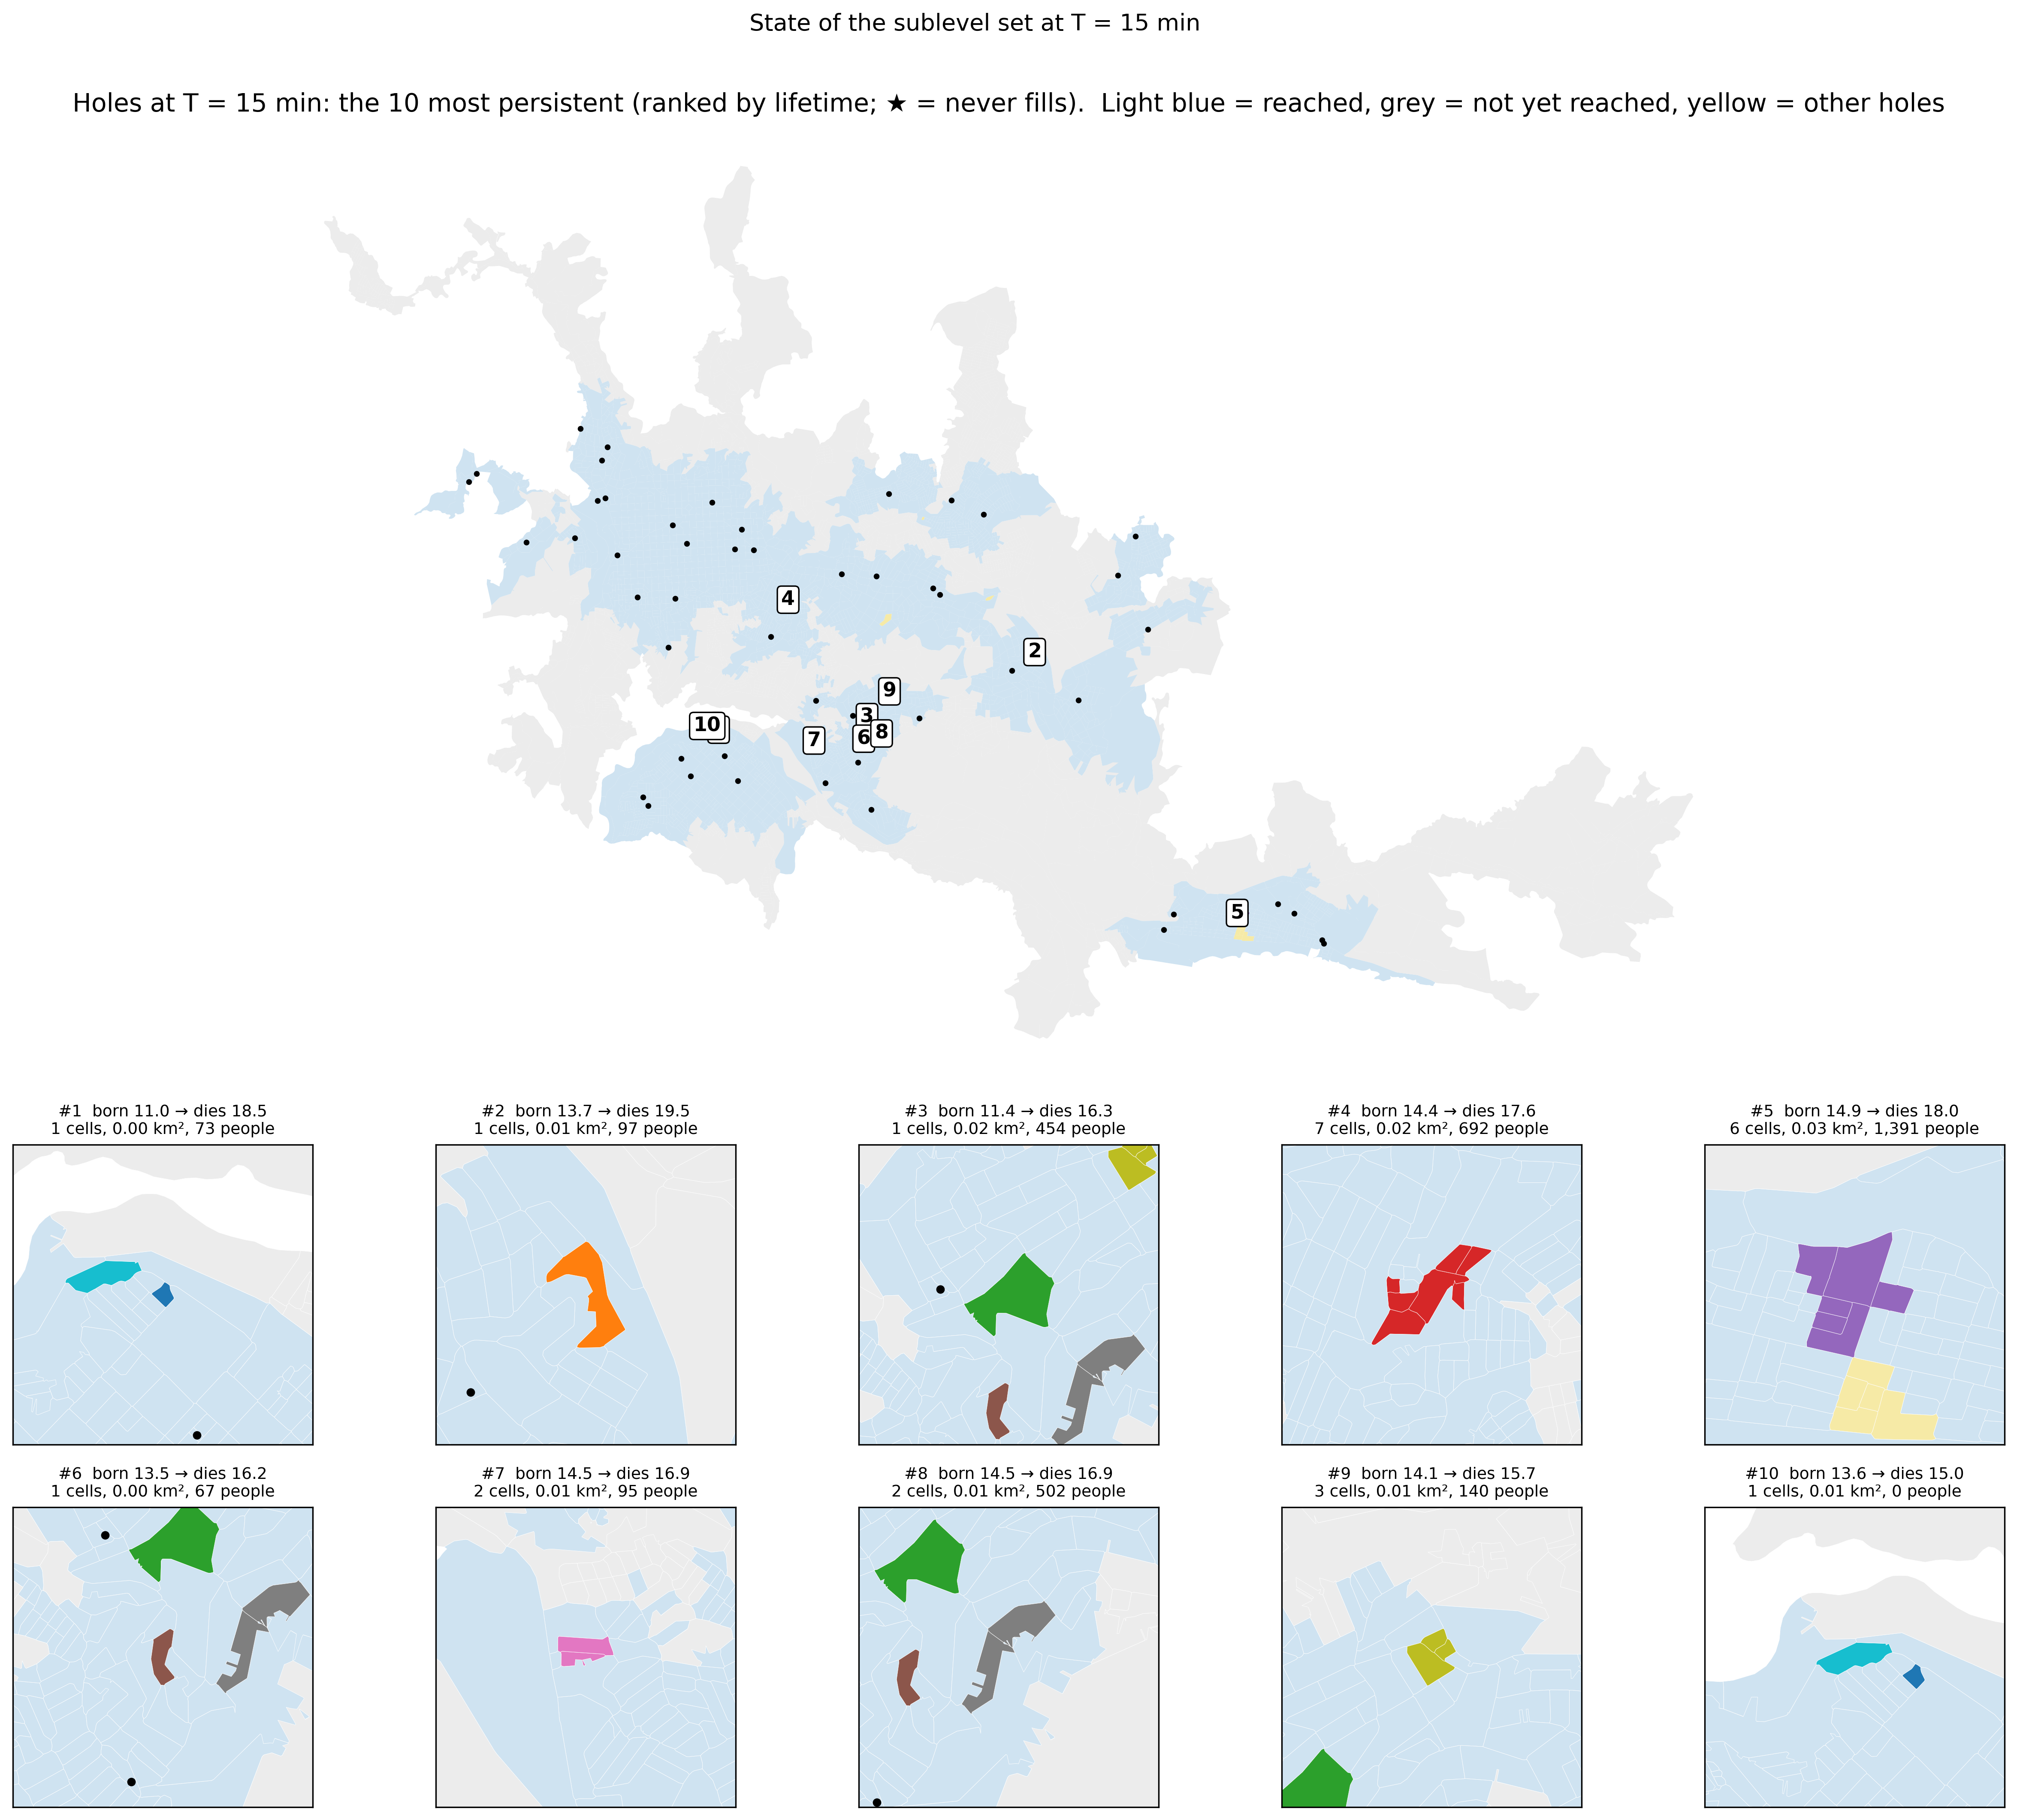 State of the sublevel set at T = 15 min
Holes at T = 15 min: the 10 most persistent (ranked by lifetime; ★ = never fills).  Light blue = reached, grey = not yet reached, yellow = other holes
4
2
9
3
10
7
6
8
5
#1  born 11.0 → dies 18.5
1 cells, 0.00 km², 73 people
#2  born 13.7 → dies 19.5
1 cells, 0.01 km², 97 people
#3  born 11.4 → dies 16.3
1 cells, 0.02 km², 454 people
#4  born 14.4 → dies 17.6
7 cells, 0.02 km², 692 people
#5  born 14.9 → dies 18.0
6 cells, 0.03 km², 1,391 people
#6  born 13.5 → dies 16.2
1 cells, 0.00 km², 67 people
#7  born 14.5 → dies 16.9
2 cells, 0.01 km², 95 people
#8  born 14.5 → dies 16.9
2 cells, 0.01 km², 502 people
#9  born 14.1 → dies 15.7
3 cells, 0.01 km², 140 people
#10  born 13.6 → dies 15.0
1 cells, 0.01 km², 0 people